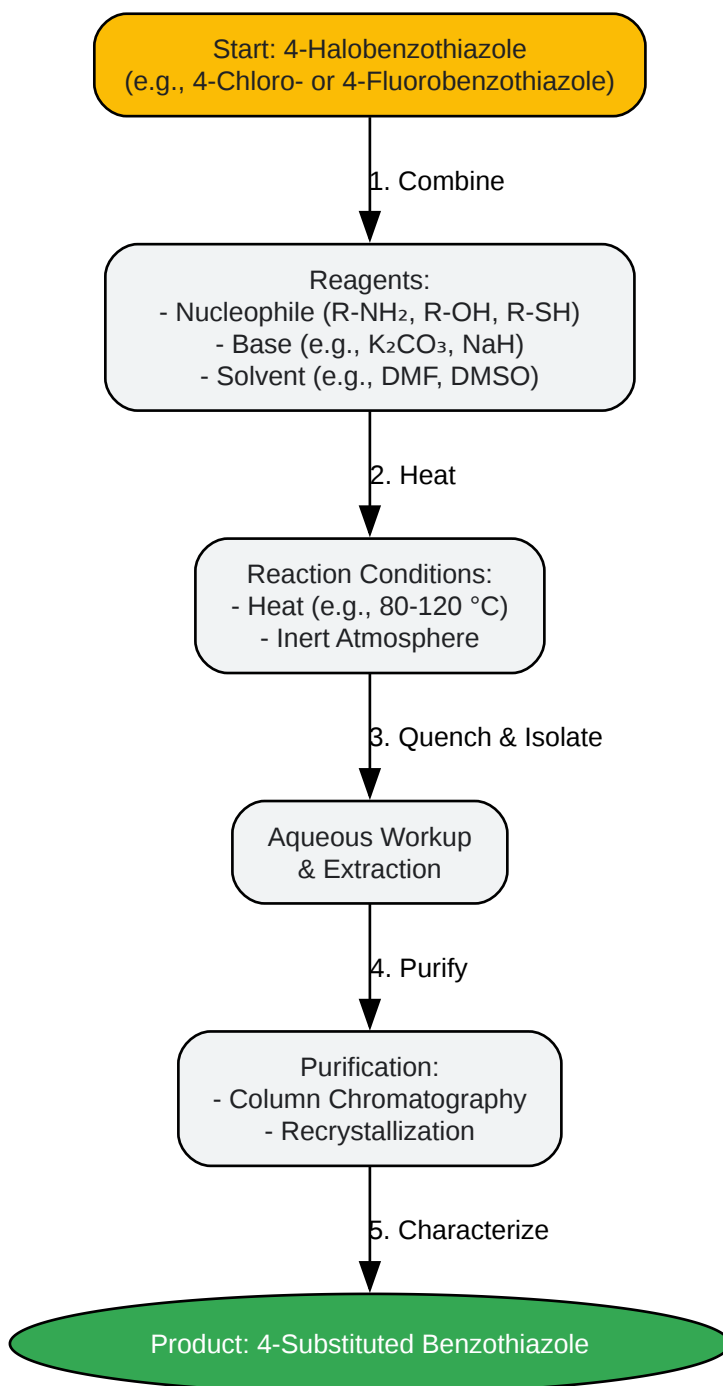 Start: 4-Halobenzothiazole
(e.g., 4-Chloro- or 4-Fluorobenzothiazole)
1. Combine
Reagents:
- Nucleophile (R-NH₂, R-OH, R-SH)
- Base (e.g., K₂CO₃, NaH)
- Solvent (e.g., DMF, DMSO)
2. Heat
Reaction Conditions:
- Heat (e.g., 80-120 °C)
- Inert Atmosphere
3. Quench & Isolate
Aqueous Workup
& Extraction
4. Purify
Purification:
- Column Chromatography
- Recrystallization
5. Characterize
Product: 4-Substituted Benzothiazole